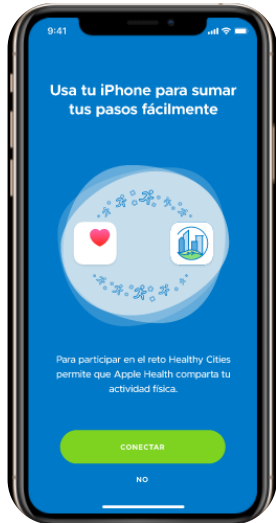 9:41
Usa tu iPhone para sumar
tus pasos fácilmente
Para participar en el reto Healthy Cities
permite que Apple Health comparta tu
actividad física.
CONECTAR
NO